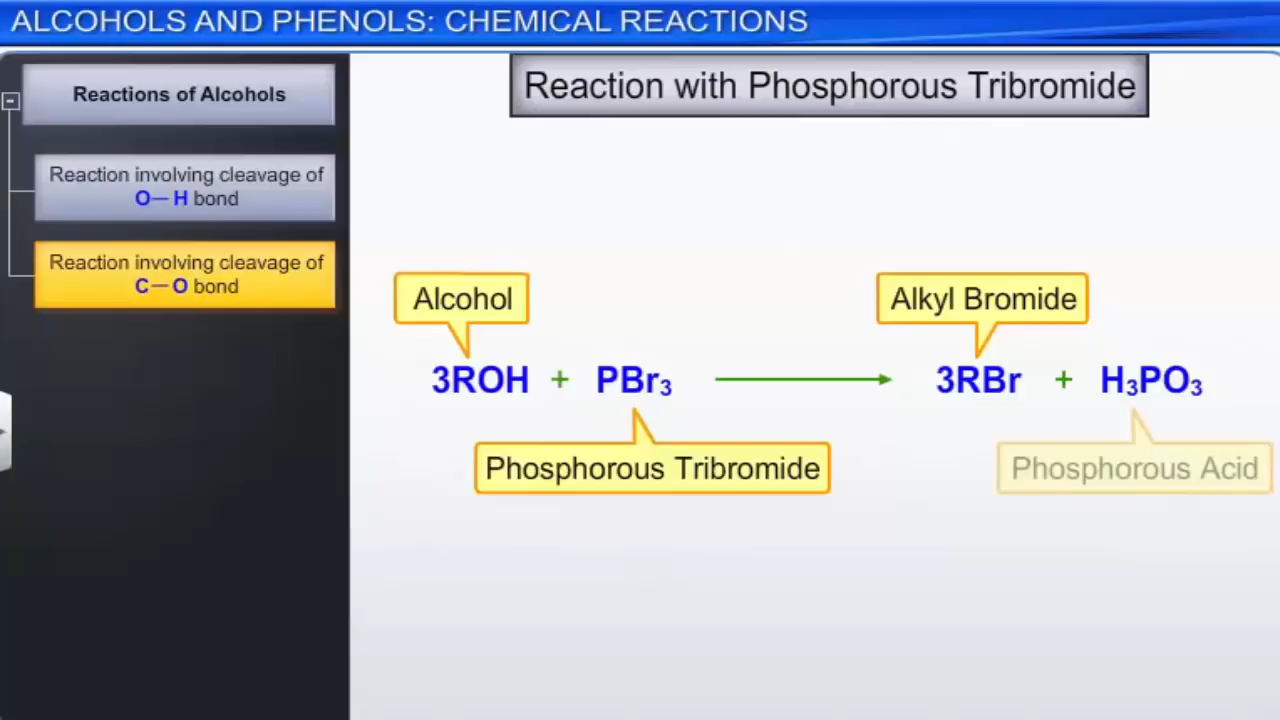 ALCOHOLS AND PHENOLS: CHEMICAL REACTIONS
Reactions of Alcohols
Reaction involving cleavage of
O—H bond
Reaction involving cleavage of
C—O bond
Reaction with Phosphorous Tribromide
Alcohol
Alkyl Bromide
3ROH + PBr₃ → 3RBr + H₃PO₃
Phosphorous Tribromide
Phosphorous Acid